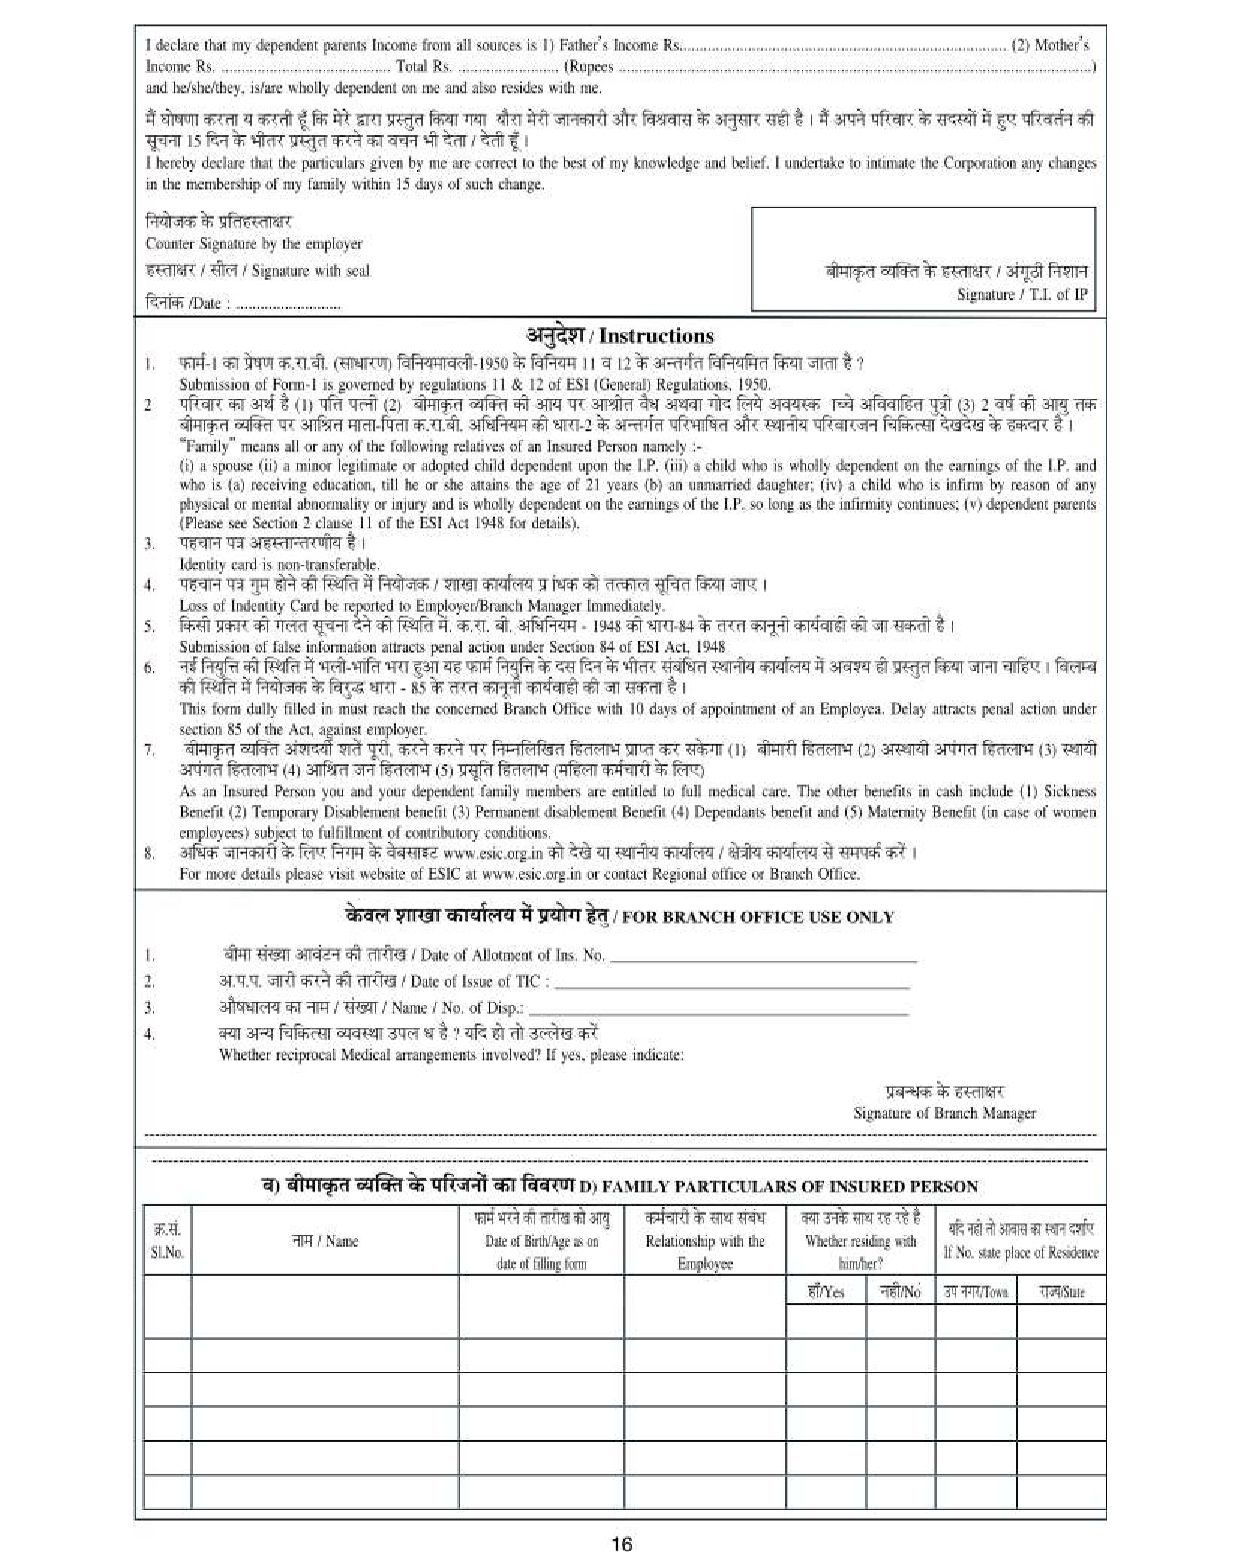 I declare that my dependent parents Income from all sources is 1) Father's Income Rs.............................................................................................. (2) Mother's
Income Rs. ................................................. Total Rs. ............................. (Rupees .........................................................................................................................................)
and he/she/they, is/are wholly dependent on me and also resides with me.
मैं घोषणा करता य करती हूँ कि मेरे द्वारा प्रस्तुत किया गया यौरा मेरी जानकारी और विश्रवास के अनुसार सही है । मैं अपने परिवार के सदस्यों में हुए परिवर्तन की
सूचना 15 दिन के भीतर प्रस्तुत करने का वचन भी देता / देती हूँ ।
I hereby declare that the particulars given by me are correct to the best of my knowledge and belief. I undertake to intimate the Corporation any changes
in the membership of my family within 15 days of such change.
नियोजक के प्रतिहस्ताक्षर
Counter Signature by the employer
हस्ताक्षर / सील / Signature with seal
बीमाकृत व्यक्ति के हस्ताक्षर / अंगूठी निशान
Signature / T.I. of IP
दिनांक /Date : ...........................
अनुदेश / Instructions
1. फार्म-1 का प्रेषण क.रा.बी. (साधारण) विनियमावली-1950 के विनियम 11 व 12 के अन्तर्गत विनियमित किया जाता है ?
Submission of Form-1 is governed by regulations 11 & 12 of ESI (General) Regulations, 1950.
2 परिवार का अर्थ है (1) पति पत्नी (2) बीमाकृत व्यक्ति की आय पर आश्रीत वैध अथवा गोद लिये अवयस्क च्चे अविवाहित पुत्री (3) 2 वर्ष की आयु तक
बीमाकृत व्यक्ति पर आश्रित माता-पिता क.रा.बी. अधिनियम की धारा-2 के अन्तर्गत परिभाषित और स्थानीय परिवारजन चिकित्सा देखदेख के हकदार है ।
"Family" means all or any of the following relatives of an Insured Person namely :-
(i) a spouse (ii) a minor legitimate or adopted child dependent upon the I.P. (iii) a child who is wholly dependent on the earnings of the I.P. and
who is (a) receiving education, till he or she attains the age of 21 years (b) an unmarried daughter; (iv) a child who is infirm by reason of any
physical or mental abnormality or injury and is wholly dependent on the earnings of the I.P. so long as the infirmity continues; (v) dependent parents
(Please see Section 2 clause 11 of the ESI Act 1948 for details).
3. पहचान पत्र अहस्तान्तरणीय है ।
Identity card is non-transferable.
4. पहचान पत्र गुम होने की स्थिति में नियोजक / शाखा कार्यालय प्र ंधक को तत्काल सूचित किया जाए ।
Loss of Indentity Card be reported to Employer/Branch Manager Immediately.
5. किसी प्रकार की गलत सूचना देने की स्थिति में. क.रा. बी. अधिनियम - 1948 की धारा-84 के तरत कानूनी कार्यवाही की जा सकती है ।
Submission of false information attracts penal action under Section 84 of ESI Act, 1948
6. नई नियुत्ति की स्थिति में भली-भांति भरा हुआ यह फार्म नियुत्ति के दस दिन के भीतर संबंधित स्थानीय कार्यालय में अवश्य ही प्रस्तुत किया जाना चाहिए । विलम्ब
की स्थिति में नियोजक के विरुद्ध धारा - 85 के तरत कानूनी कार्यवाही की जा सकता है ।
This form dully filled in must reach the concerned Branch Office with 10 days of appointment of an Employea. Delay attracts penal action under
section 85 of the Act, against employer.
7. बीमाकृत व्यक्ति अंशदयी शर्ते पूरी, करने करने पर निम्नलिखित हितलाभ प्राप्त कर सकेगा (1) बीमारी हितलाभ (2) अस्थायी अपंगत हितलाभ (3) स्थायी
अपंगत हितलाभ (4) आश्रित जन हितलाभ (5) प्रसूति हितलाभ (महिला कर्मचारी के लिए)
As an Insured Person you and your dependent family members are entitled to full medical care. The other benefits in cash include (1) Sickness
Benefit (2) Temporary Disablement benefit (3) Permanent disablement Benefit (4) Dependants benefit and (5) Maternity Benefit (in case of women
employees) subject to fulfillment of contributory conditions.
8. अधिक जानकारी के लिए निगम के वेबसाइट www.esic.org.in को देखे या स्थानीय कार्यालय / क्षेत्रीय कार्यालय से समपर्क करें ।
For more details please visit website of ESIC at www.esic.org.in or contact Regional office or Branch Office.
केवल शाखा कार्यालय में प्रयोग हेतु / FOR BRANCH OFFICE USE ONLY
1. बीमा संख्या आवंटन की तारीख / Date of Allotment of Ins. No.
2. अ.प.प. जारी करने की तारीख / Date of Issue of TIC :
3. औषधालय का नाम / संख्या / Name / No. of Disp.:
4. क्या अन्य चिकित्सा व्यवस्था उपल ध है ? यदि हो तो उल्लेख करें
Whether reciprocal Medical arrangements involved? If yes, please indicate:
प्रबन्धक के हस्ताक्षर
Signature of Branch Manager
ब) बीमाकृत व्यक्ति के परिजनों का विवरण D) FAMILY PARTICULARS OF INSURED PERSON
क्र.सं.
Sl.No.
नाम / Name
फार्म भरने की तारीख को आयु
Date of Birth/Age as on
date of filling form
कर्मचारी के साथ संबंध
Relationship with the
Employee
क्या उनके साथ रह रहे है
Whether residing with
him/her?
यदि नही तो आवास का स्थान दर्शाए
If No. state place of Residence
हाँ/Yes
नही/No
उप नगर/Town
राज्य/State
16